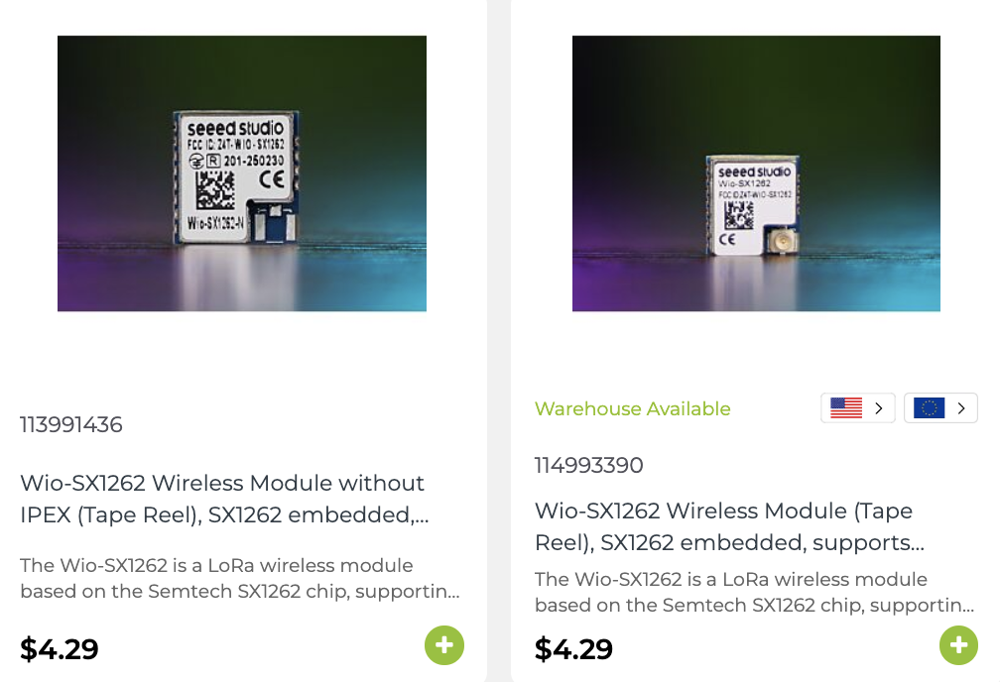 seeed studio
FCC ID: Z4T-WIO-SX1262
R 201-250230
CE
Wio-SX1262-N
113991436
Wio-SX1262 Wireless Module without
IPEX (Tape Reel), SX1262 embedded,...
The Wio-SX1262 is a LoRa wireless module
based on the Semtech SX1262 chip, supportin...
$4.29
seeed studio
Wio-SX1262
FCC ID:Z4T-WIO-SX1262
CE
Warehouse Available
114993390
Wio-SX1262 Wireless Module (Tape
Reel), SX1262 embedded, supports...
The Wio-SX1262 is a LoRa wireless module
based on the Semtech SX1262 chip, supportin...
$4.29